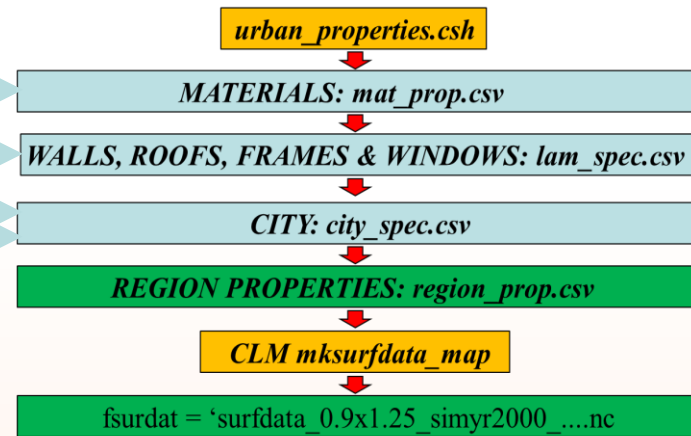 urban_properties.csh
MATERIALS: mat_prop.csv
WALLS, ROOFS, FRAMES & WINDOWS: lam_spec.csv
CITY: city_spec.csv
REGION PROPERTIES: region_prop.csv
CLM mksurfdata_map
fsurdat = ‘surfdata_0.9x1.25_simyr2000_....nc